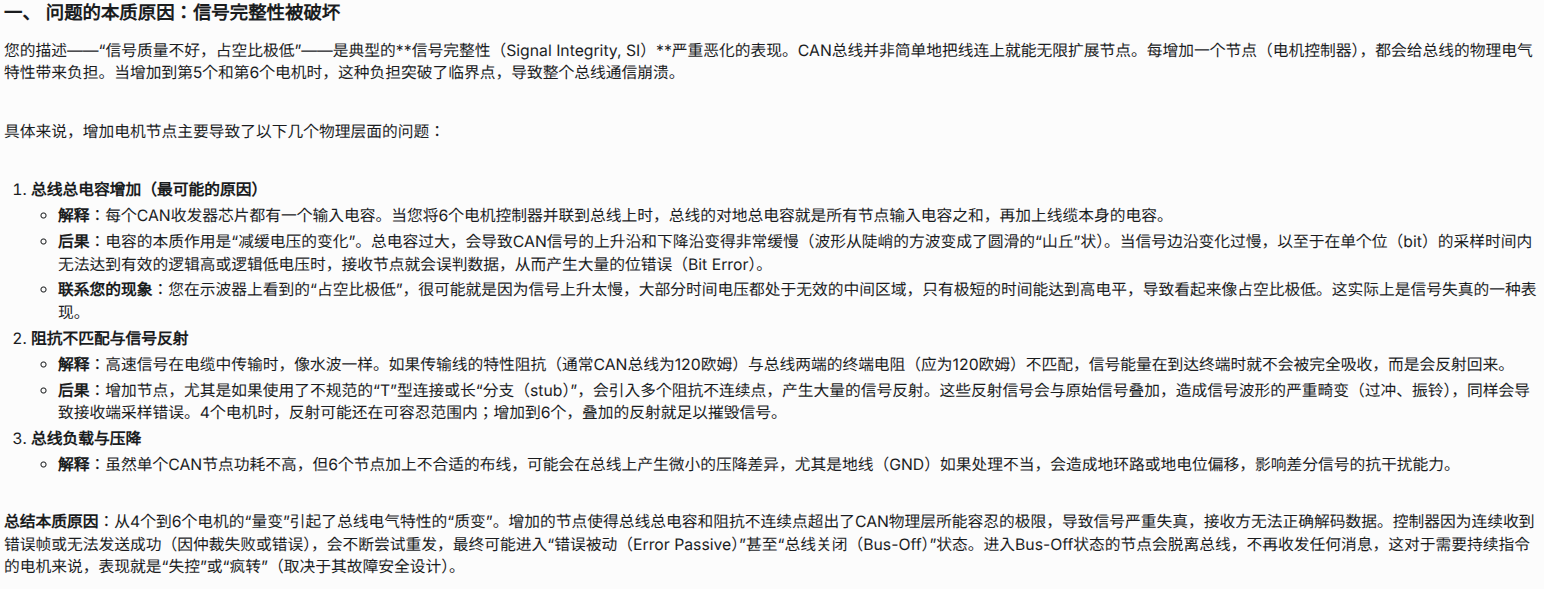 一、 问题的本质原因：信号完整性被破坏
您的描述——“信号质量不好，占空比极低”——是典型的**信号完整性（Signal Integrity, SI）**严重恶化的表现。CAN总线并非简单地把线连上就能无限扩展节点。每增加一个节点（电机控制器），都会给总线的物理电气
特性带来负担。当增加到第5个和第6个电机时，这种负担突破了临界点，导致整个总线通信崩溃。
具体来说，增加电机节点主要导致了以下几个物理层面的问题：
1. 总线总电容增加（最可能的原因）
◦ 解释：每个CAN收发器芯片都有一个输入电容。当您将6个电机控制器并联到总线上时，总线的对地总电容就是所有节点输入电容之和，再加上线缆本身的电容。
◦ 后果：电容的本质作用是“减缓电压的变化”。总电容过大，会导致CAN信号的上升沿和下降沿变得非常缓慢（波形从陡峭的方波变成了圆滑的“山丘”状）。当信号边沿变化过慢，以至于在单个位（bit）的采样时间内
无法达到有效的逻辑高或逻辑低电压时，接收节点就会误判数据，从而产生大量的位错误（Bit Error）。
◦ 联系您的现象：您在示波器上看到的“占空比极低”，很可能就是因为信号上升太慢，大部分时间电压都处于无效的中间区域，只有极短的时间能达到高电平，导致看起来像占空比极低。这实际上是信号失真的一种表
现。
2. 阻抗不匹配与信号反射
◦ 解释：高速信号在电缆中传输时，像水波一样。如果传输线的特性阻抗（通常CAN总线为120欧姆）与总线两端的终端电阻（应为120欧姆）不匹配，信号能量在到达终端时就不会被完全吸收，而是会反射回来。
◦ 后果：增加节点，尤其是如果使用了不规范的“T”型连接或长“分支（stub）”，会引入多个阻抗不连续点，产生大量的信号反射。这些反射信号会与原始信号叠加，造成信号波形的严重畸变（过冲、振铃），同样会导
致接收端采样错误。4个电机时，反射可能还在可容忍范围内；增加到6个，叠加的反射就足以摧毁信号。
3. 总线负载与压降
◦ 解释：虽然单个CAN节点功耗不高，但6个节点加上不合适的布线，可能会在总线上产生微小的压降差异，尤其是地线（GND）如果处理不当，会造成地环路或地电位偏移，影响差分信号的抗干扰能力。
总结本质原因：从4个到6个电机的“量变”引起了总线电气特性的“质变”。增加的节点使得总线总电容和阻抗不连续点超出了CAN物理层所能容忍的极限，导致信号严重失真，接收方无法正确解码数据。控制器因为连续收到
错误帧或无法发送成功（因仲裁失败或错误），会不断尝试重发，最终可能进入“错误被动（Error Passive）”甚至“总线关闭（Bus-Off）”状态。进入Bus-Off状态的节点会脱离总线，不再收发任何消息，这对于需要持续指令
的电机来说，表现就是“失控”或“疯转”（取决于其故障安全设计）。